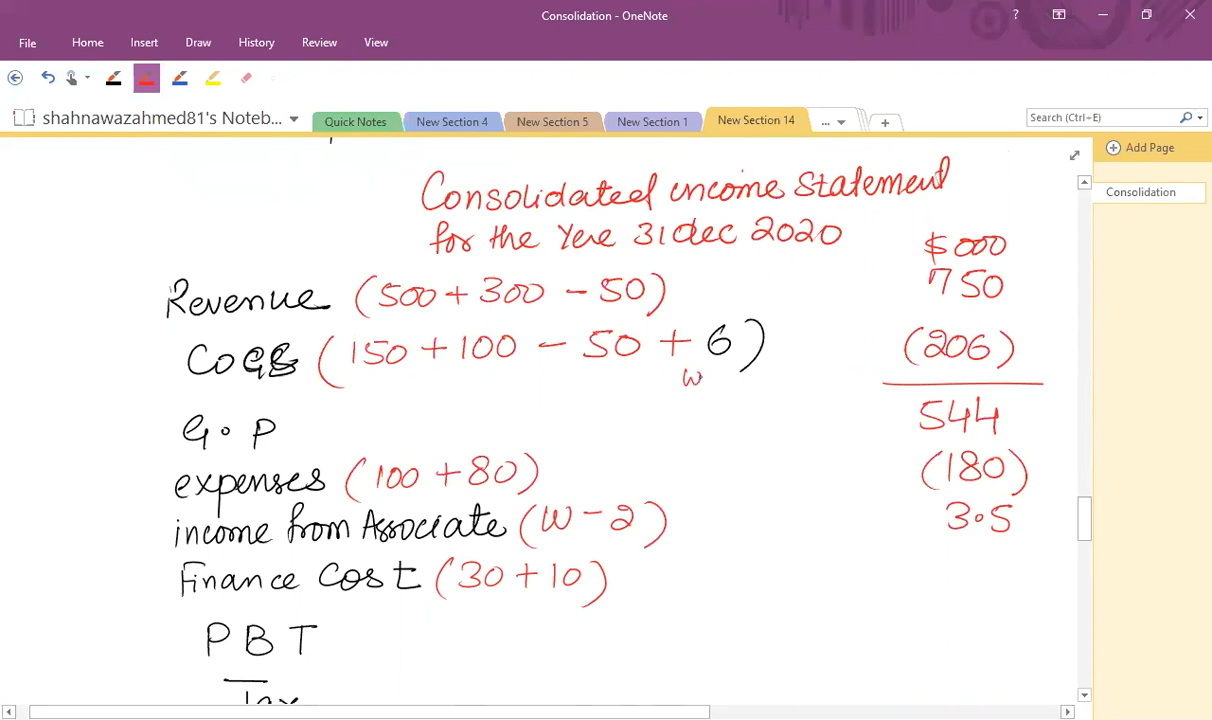 Consolidation - OneNote
?
File Home Insert Draw History Review View
shahnawazahmed81's Noteb... Quick Notes New Section 4 New Section 5 New Section 1 New Section 14 ... + Search (Ctrl+E)
Add Page
Consolidation
Consolidated income Statement
for the Yere 31 dec 2020
$000
Revenue (500 + 300 - 50) 750
COGS (150 + 100 - 50 + 6) (206)
W
G.P 544
expenses (100 + 80) (180)
income from Associate (W - 2) 3.5
Finance Cost (30 + 10)
PBT
Tax